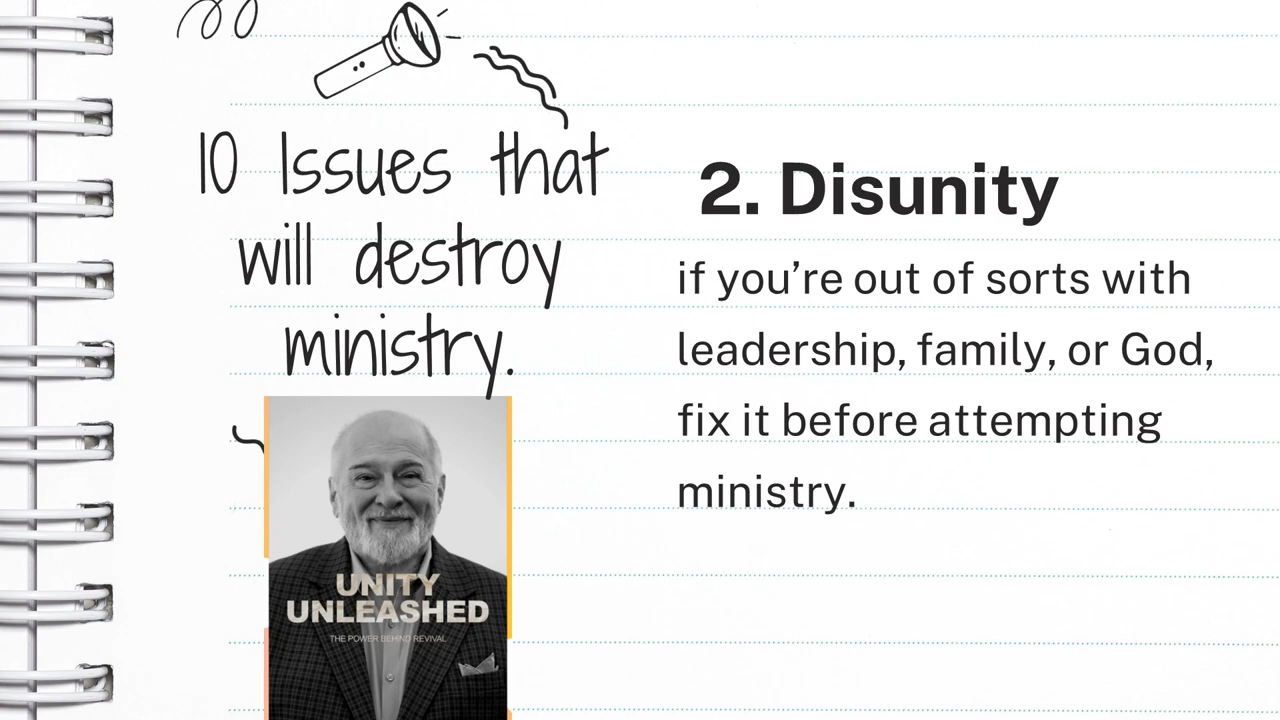 10 Issues that
will destroy
ministry.
UNITY
UNLEASHED
THE POWER BEHIND REVIVAL
2. Disunity
if you’re out of sorts with
leadership, family, or God,
fix it before attempting
ministry.